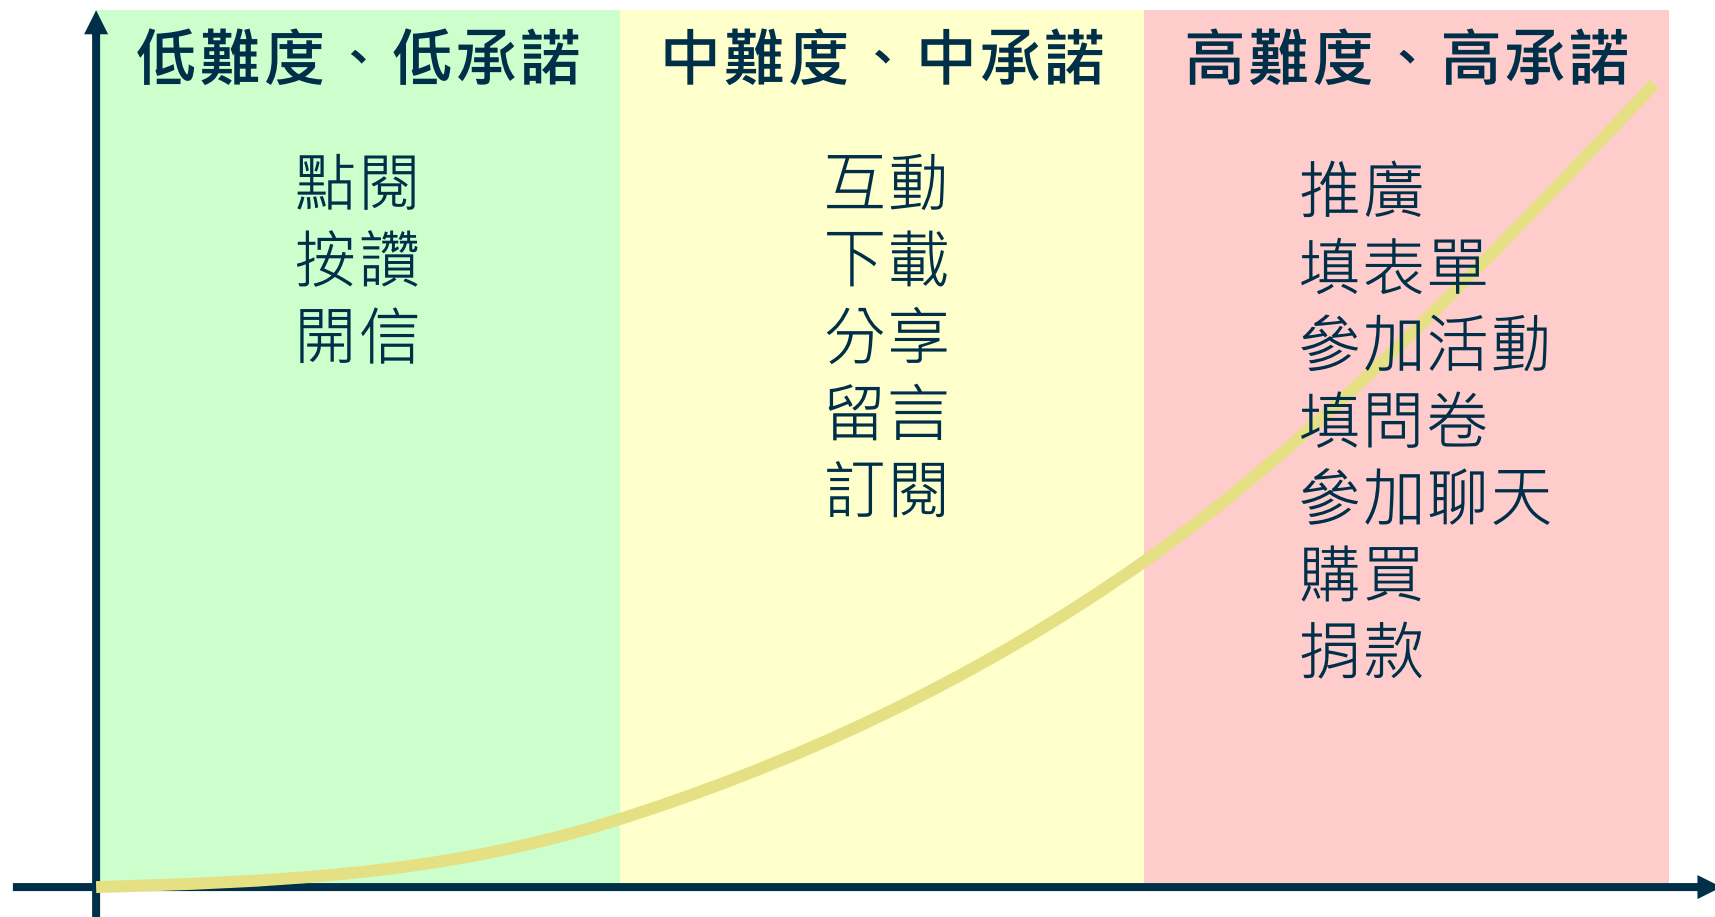 低難度、低承諾
點閱
按讚
開信
中難度、中承諾
互動
下載
分享
留言
訂閱
高難度、高承諾
推廣
填表單
參加活動
填問卷
參加聊天
購買
捐款